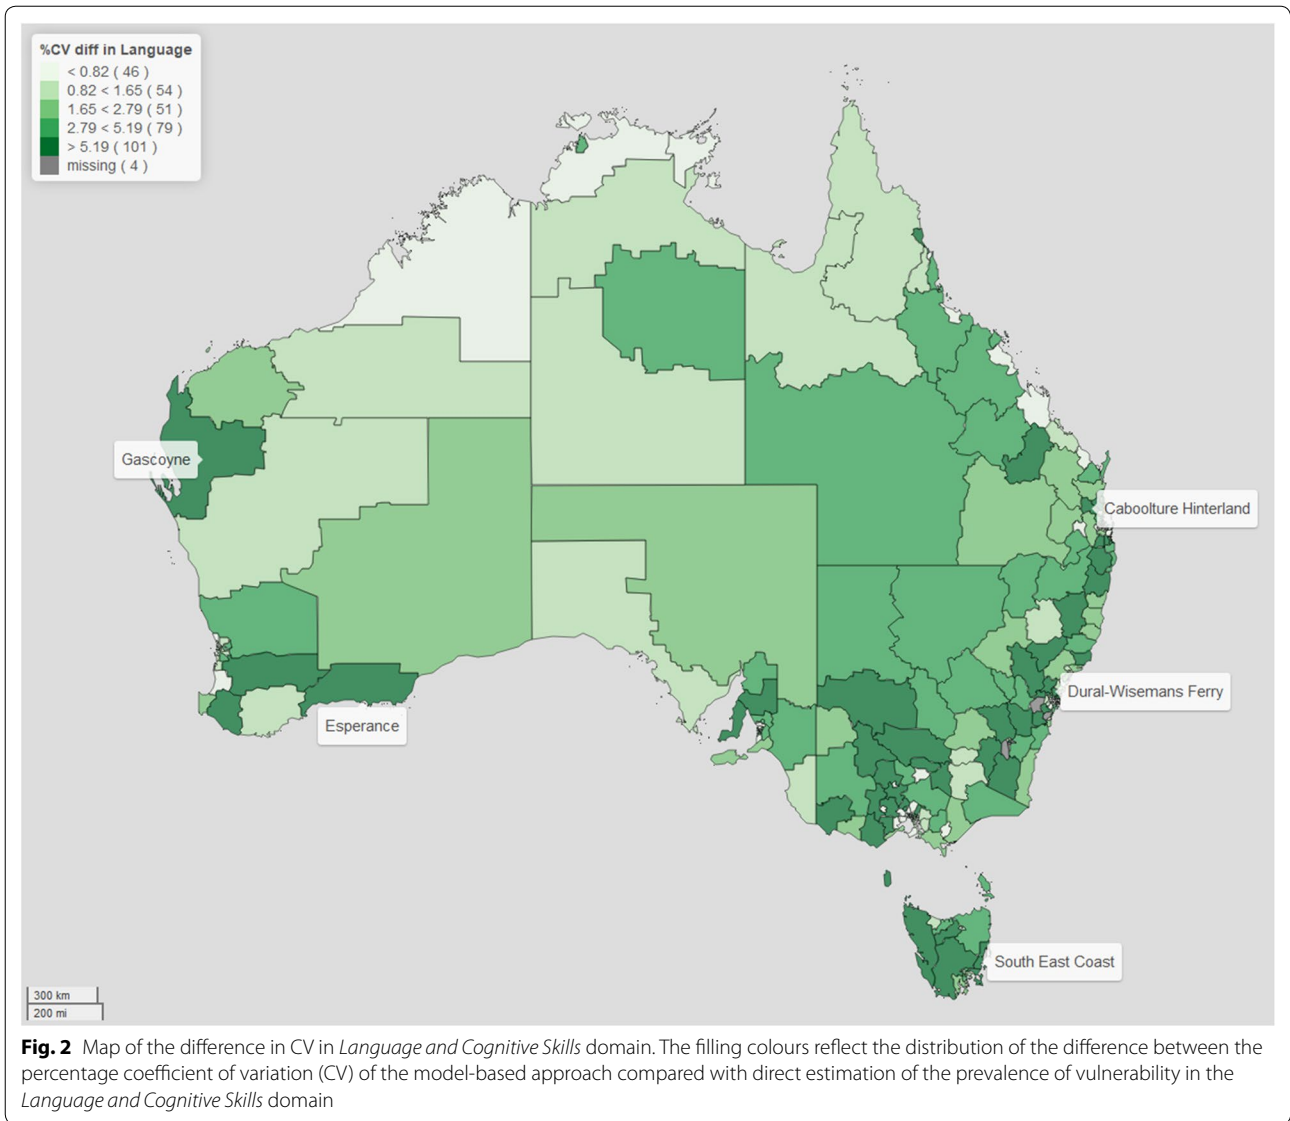 %CV diff in Language
< 0.82 ( 46 )
0.82 < 1.65 ( 54 )
1.65 < 2.79 ( 51 )
2.79 < 5.19 ( 79 )
> 5.19 ( 101 )
missing ( 4 )
Gascoyne
Caboolture Hinterland
Dural-Wisemans Ferry
Esperance
South East Coast
300 km
200 mi
Fig. 2 Map of the difference in CV in Language and Cognitive Skills domain. The filling colours reflect the distribution of the difference between the
percentage coefficient of variation (CV) of the model-based approach compared with direct estimation of the prevalence of vulnerability in the
Language and Cognitive Skills domain